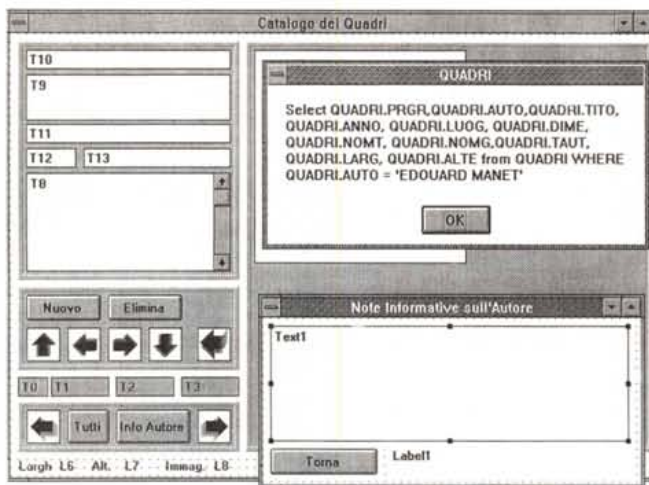 Catalogo dei Quadri
T10
T9
T11
T12 T13
T8
Nuovo Elimina
T0 T1 T2 T3
Tutti Info Autore
Largh L6 Alt. L7 Immag. L8
QUADRI
Select QUADRI.PRGR,QUADRI.AUTO,QUADRI.TITO,
QUADRI.ANNO, QUADRI.LUOG, QUADRI.DIME,
QUADRI.NOMT, QUADRI.NOMG,QUADRI.TAUT,
QUADRI.LARG, QUADRI.ALTE from QUADRI WHERE
QUADRI.AUTO = 'EDOUARD MANET'
OK
Note Informative sull'Autore
Text1
Torna Label1